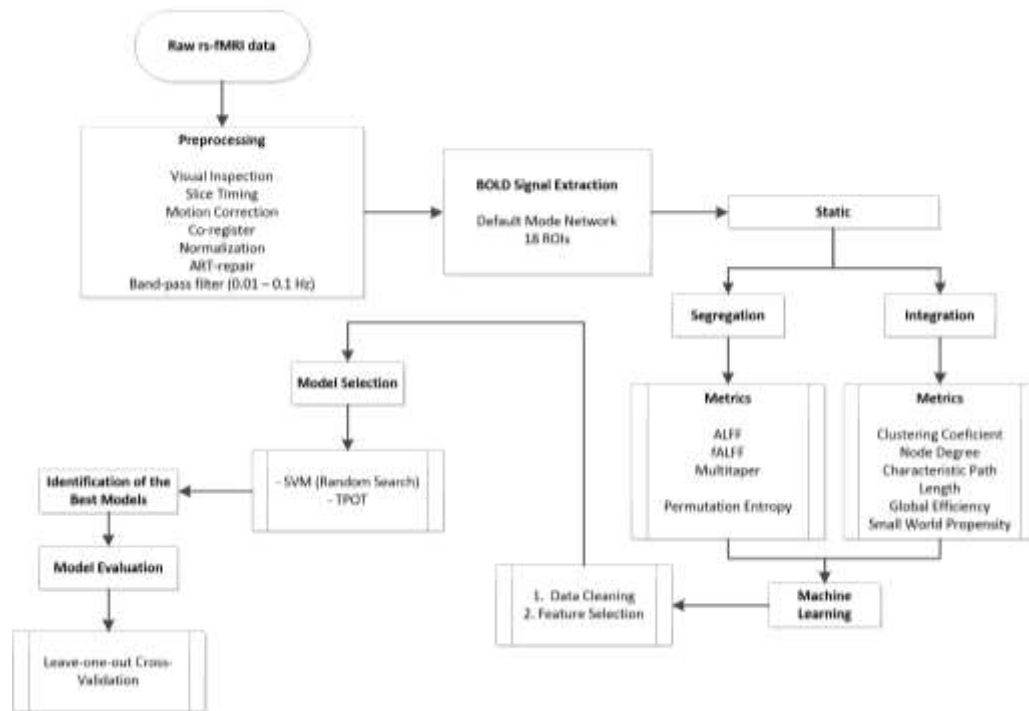 Raw rs-fMRI data
Preprocessing
Visual Inspection
Slice Timing
Motion Correction
Co-register
Normalization
ART-repair
Band-pass filter (0.01 – 0.1 Hz)
BOLD Signal Extraction
Default Mode Network
18 ROIs
Static
Segregation
Integration
Metrics
ALFF
fALFF
Multitaper
Permutation Entropy
Metrics
Clustering Coeficient
Node Degree
Characteristic Path
Length
Global Efficiency
Small World Propensity
Machine
Learning
1. Data Cleaning
2. Feature Selection
Model Selection
- SVM (Random Search)
- TPOT
Identification of the
Best Models
Model Evaluation
Leave-one-out Cross-
Validation